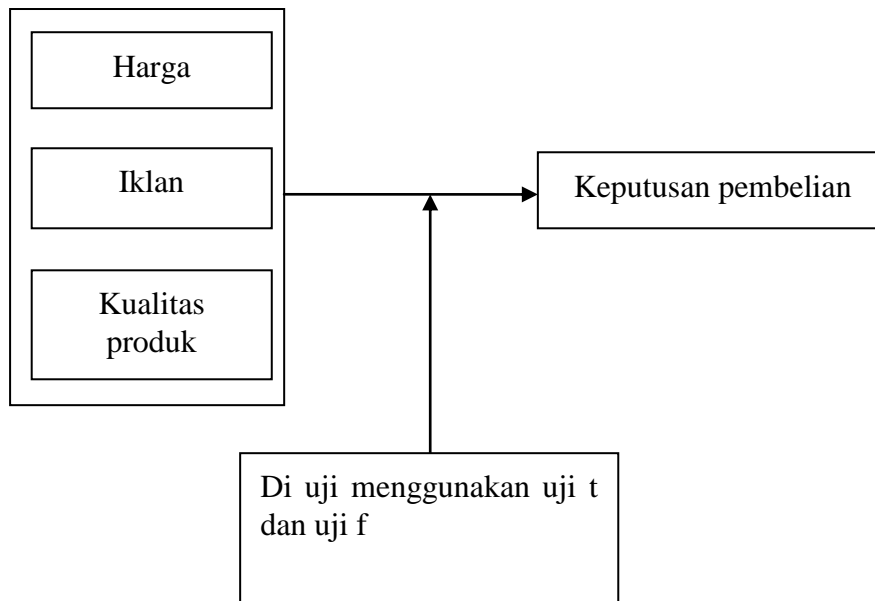 Harga
Iklan
Keputusan pembelian
Kualitas
produk
Di uji menggunakan uji t
dan uji f